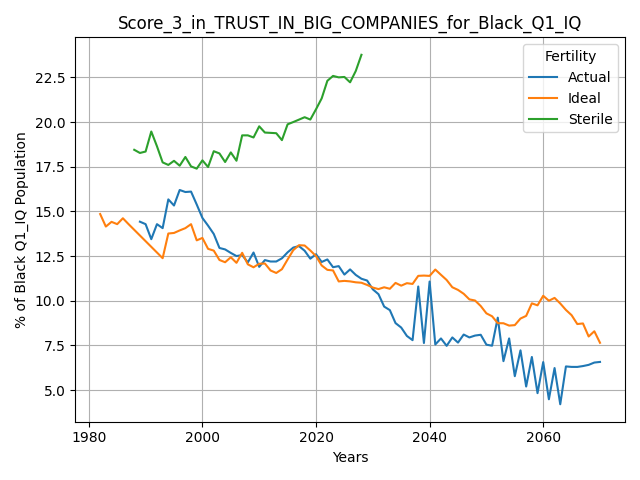 Score_3_in_TRUST_IN_BIG_COMPANIES_for_Black_Q1_IQ
Fertility
Actual
Ideal
Sterile
% of Black Q1_IQ Population
22.5
20.0
17.5
15.0
12.5
10.0
7.5
5.0
1980 2000 2020 2040 2060
Years